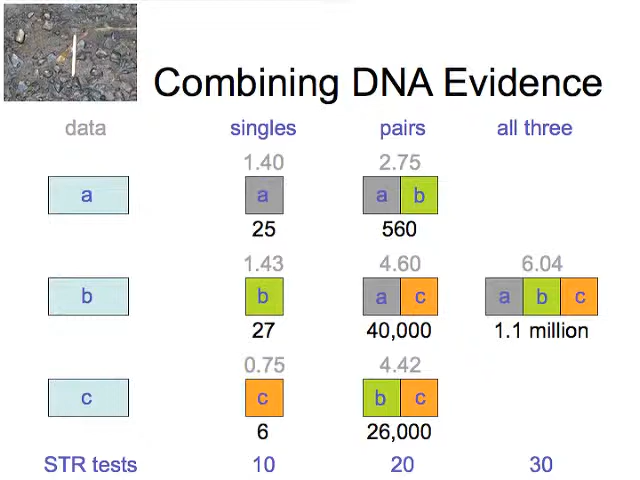 Combining DNA Evidence
data singles pairs all three
1.40 2.75
a a a b
25 560
1.43 4.60 6.04
b b a c a b c
27 40,000 1.1 million
0.75 4.42
c c b c
6 26,000
STR tests 10 20 30